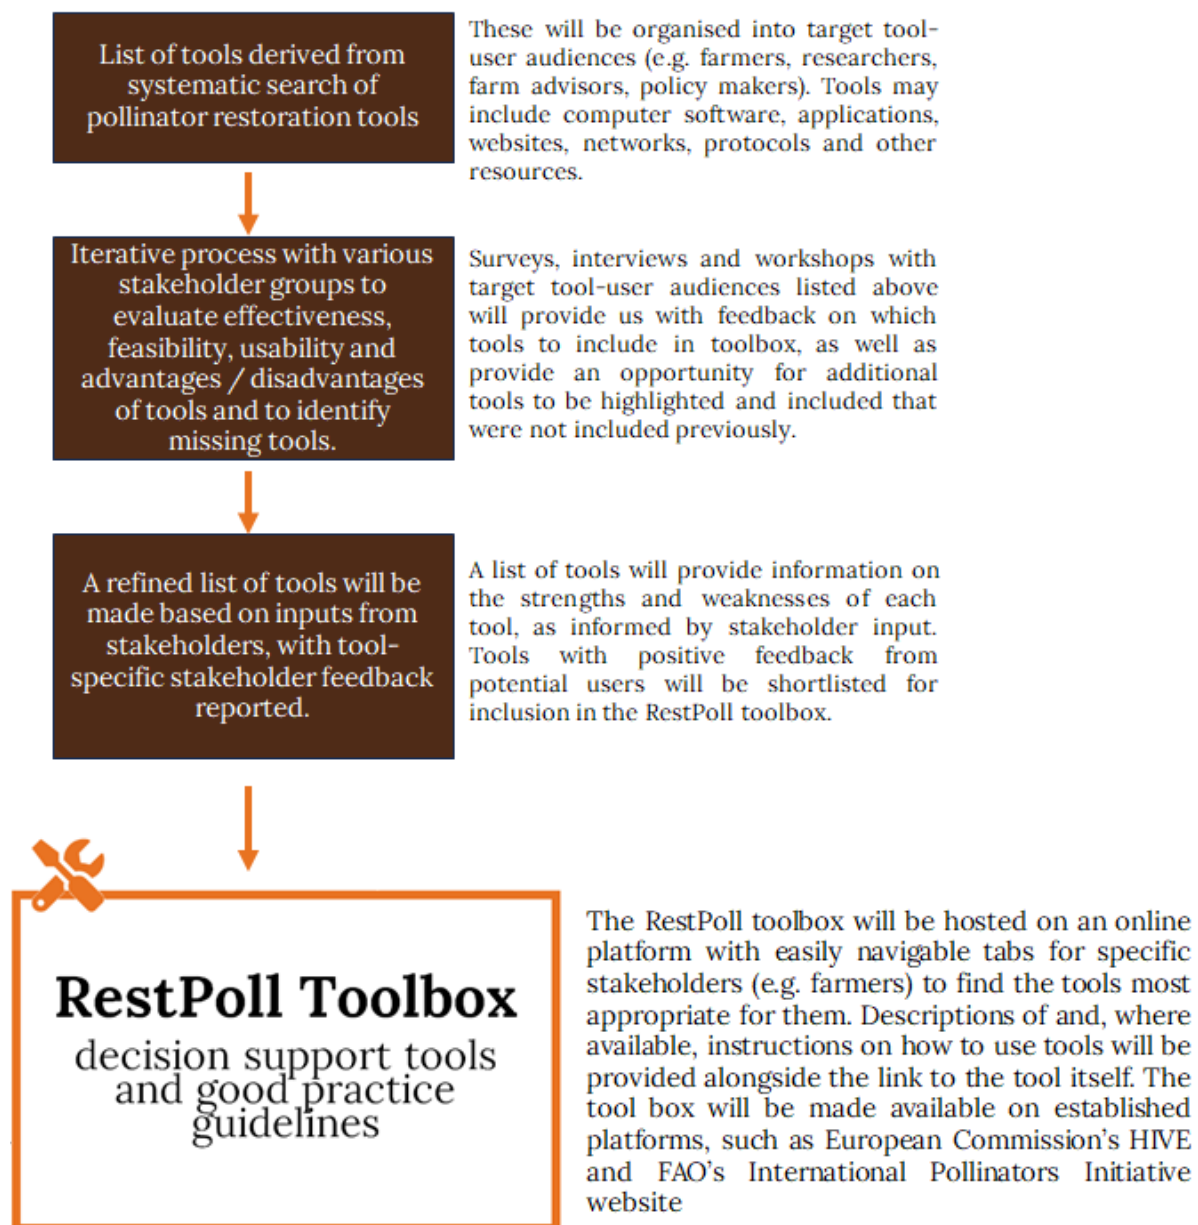 List of tools derived from
systematic search of
pollinator restoration tools
These will be organised into target tool-
user audiences (e.g. farmers, researchers,
farm advisors, policy makers). Tools may
include computer software, applications,
websites, networks, protocols and other
resources.
Iterative process with various
stakeholder groups to
evaluate effectiveness,
feasibility, usability and
advantages / disadvantages
of tools and to identify
missing tools.
Surveys, interviews and workshops with
target tool-user audiences listed above
will provide us with feedback on which
tools to include in toolbox, as well as
provide an opportunity for additional
tools to be highlighted and included that
were not included previously.
A refined list of tools will be
made based on inputs from
stakeholders, with tool-
specific stakeholder feedback
reported.
A list of tools will provide information on
the strengths and weaknesses of each
tool, as informed by stakeholder input.
Tools with positive feedback from
potential users will be shortlisted for
inclusion in the RestPoll toolbox.
RestPoll Toolbox
decision support tools
and good practice
guidelines
The RestPoll toolbox will be hosted on an online
platform with easily navigable tabs for specific
stakeholders (e.g. farmers) to find the tools most
appropriate for them. Descriptions of and, where
available, instructions on how to use tools will be
provided alongside the link to the tool itself. The
tool box will be made available on established
platforms, such as European Commission's HIVE
and FAO's International Pollinators Initiative
website